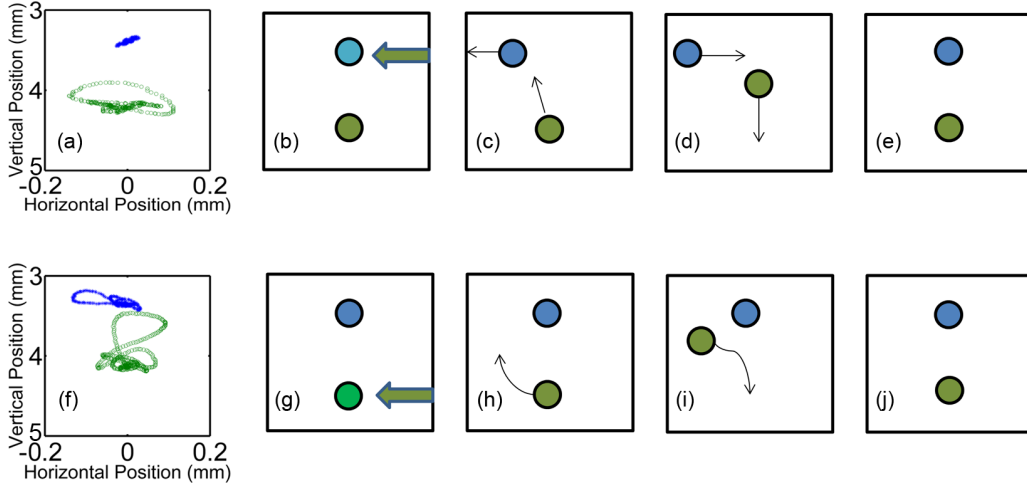 3
4
5
-0.2
0
0.2
Vertical Position (mm)
Horizontal Position (mm)
(a)
(b)
(c)
(d)
(e)
3
4
5
-0.2
0
0.2
Vertical Position (mm)
Horizontal Position (mm)
(f)
(g)
(h)
(i)
(j)